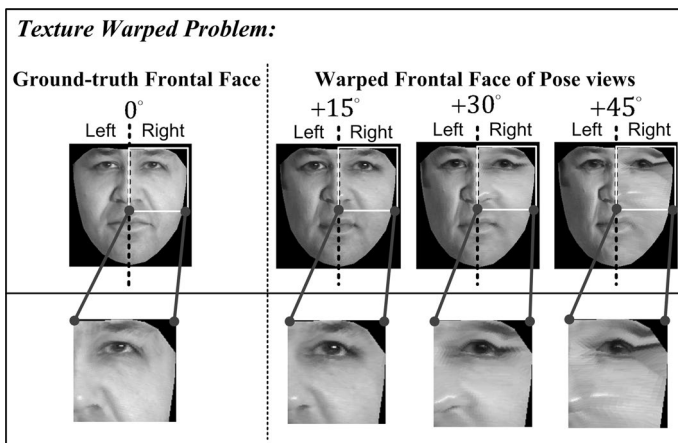 Texture Warped Problem:
Ground-truth Frontal Face
Warped Frontal Face of Pose views
0°
+15°
+30°
+45°
Left Right
Left Right
Left Right
Left Right